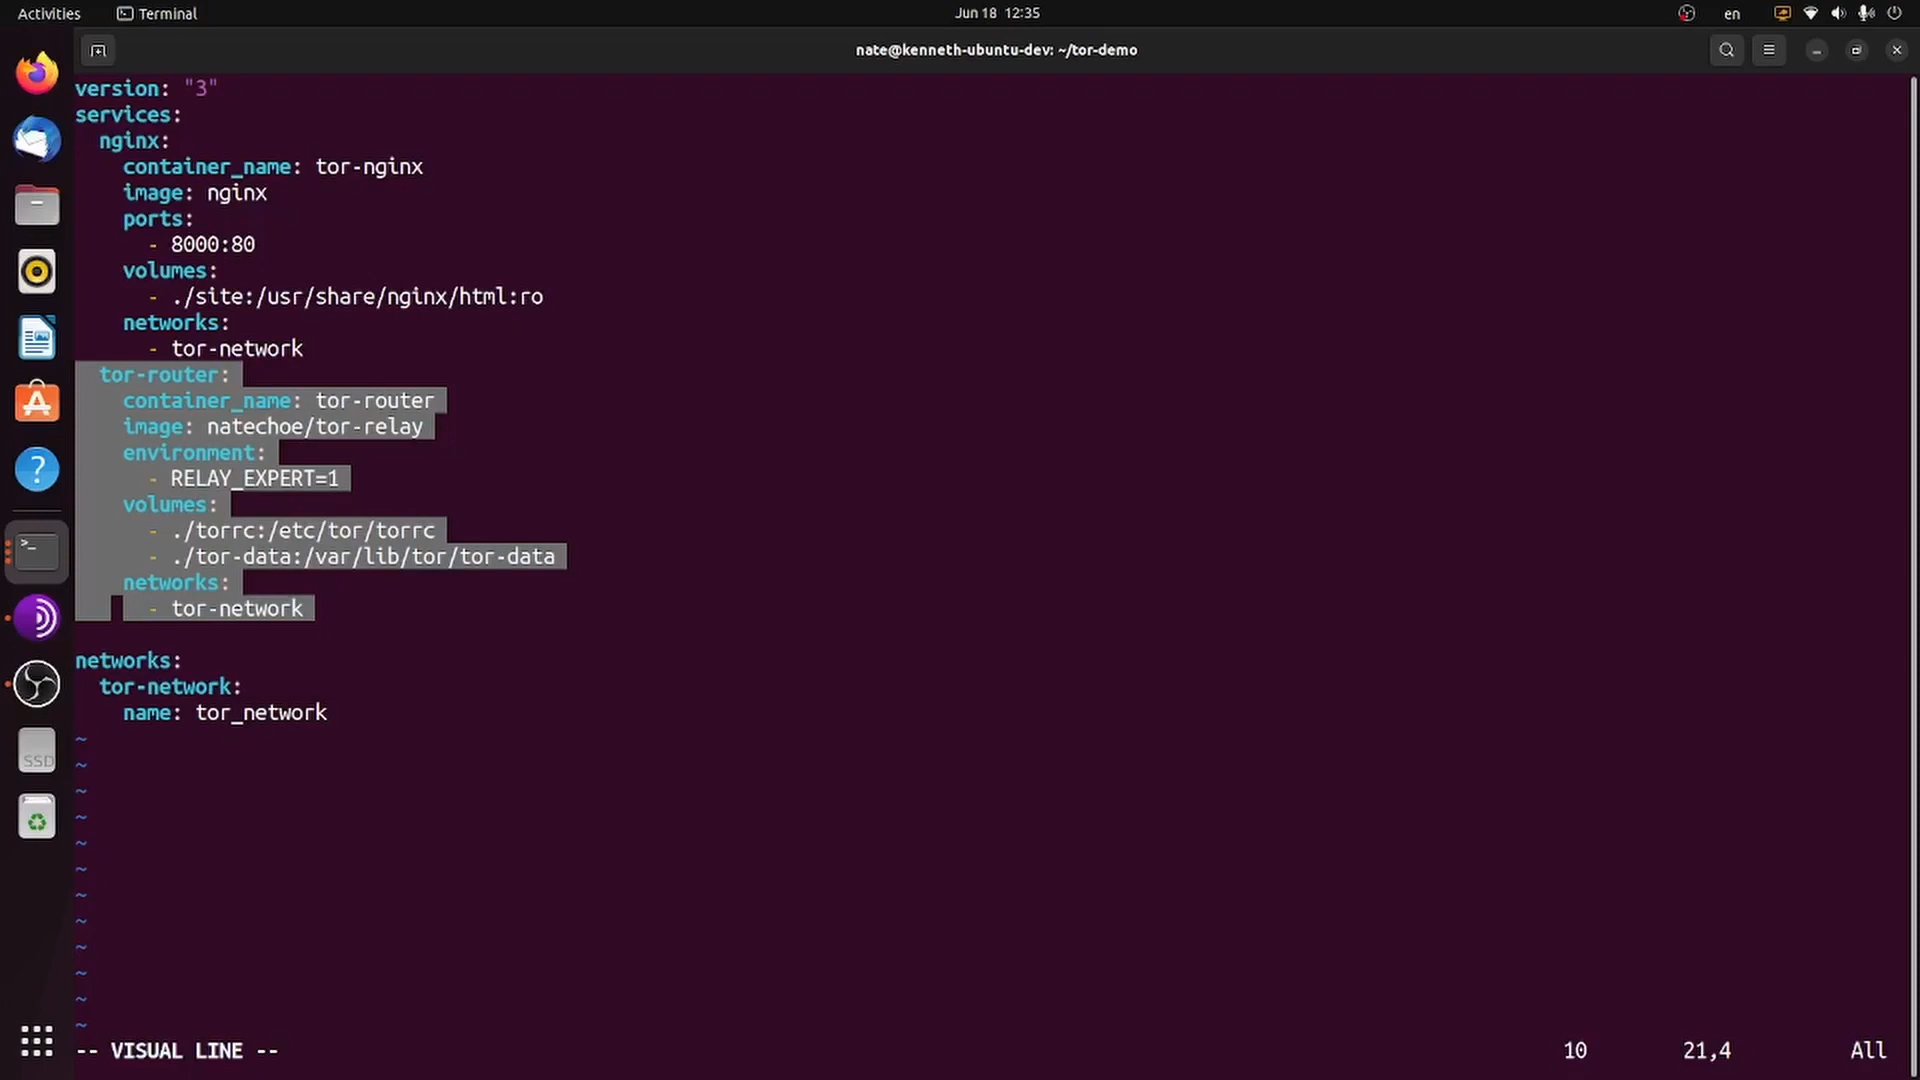 Activities Terminal Jun 18 12:35 en
nate@kenneth-ubuntu-dev: ~/tor-demo
version: "3"
services:
  nginx:
    container_name: tor-nginx
    image: nginx
    ports:
      - 8000:80
    volumes:
      - ./site:/usr/share/nginx/html:ro
    networks:
      - tor-network
  tor-router:
    container_name: tor-router
    image: natechoe/tor-relay
    environment:
      - RELAY_EXPERT=1
    volumes:
      - ./torrc:/etc/tor/torrc
      - ./tor-data:/var/lib/tor/tor-data
    networks:
      - tor-network
networks:
  tor-network:
    name: tor_network
~
~
~
~
~
~
~
~
~
~
~
~
SSD
-- VISUAL LINE -- 10 21,4 All